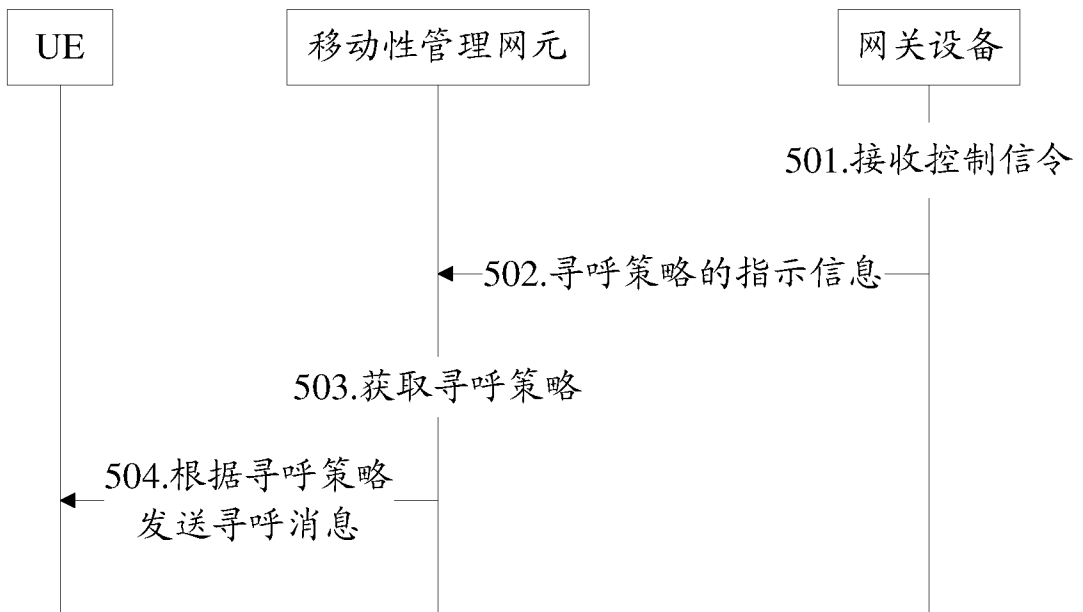 UE
移动性管理网元
网关设备
501.接收控制信令
502.寻呼策略的指示信息
503.获取寻呼策略
504.根据寻呼策略
发送寻呼消息